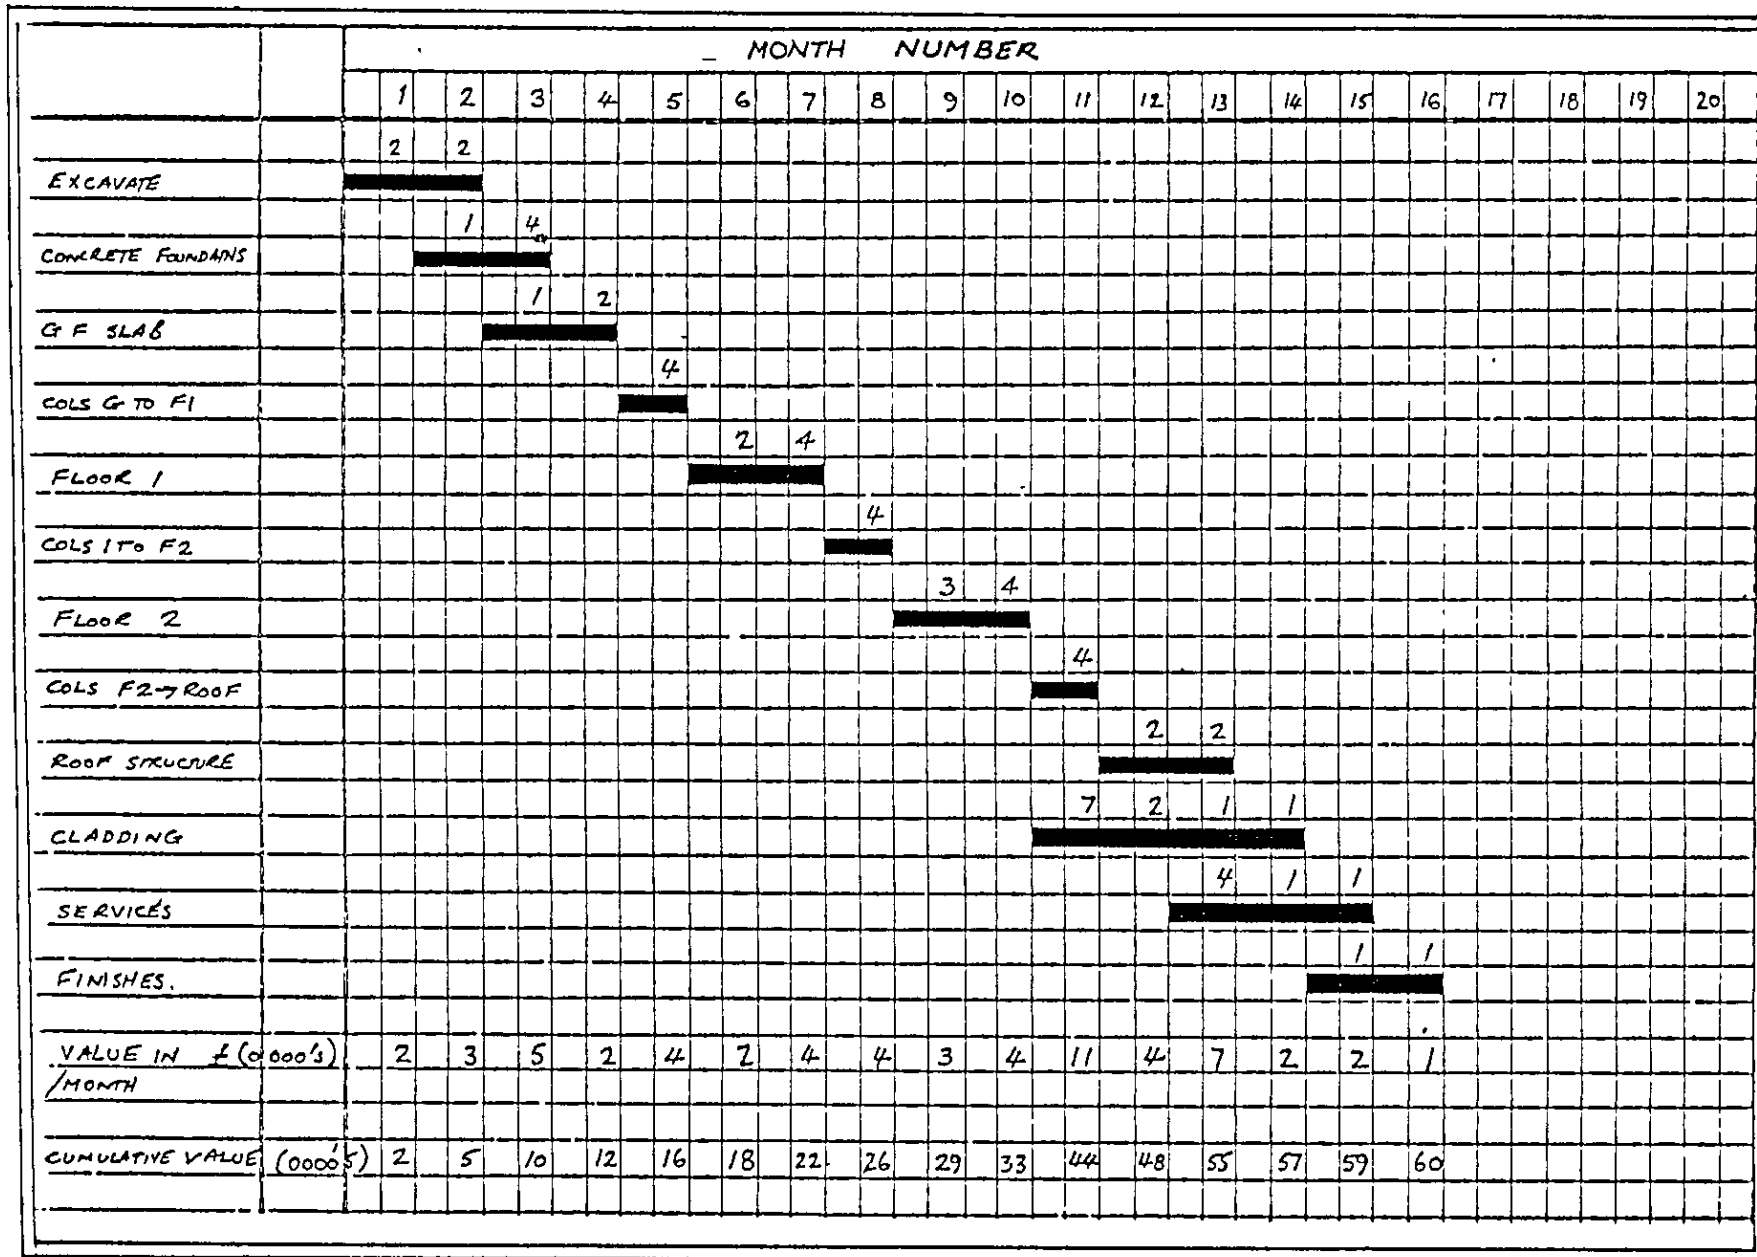 MONTH NUMBER
1 2 3 4 5 6 7 8 9 10 11 12 13 14 15 16 17 18 19 20
2 2
EXCAVATE
1 4
CONCRETE FOUNDAINS
1 2
G F SLAB
4
COLS G TO F1
2 4
FLOOR 1
4
COLS 1 TO F2
3 4
FLOOR 2
4
COLS F2→ROOF
2 2
ROOF STRUCTURE
7 2 1 1
CLADDING
4 1 1
SERVICES
1 1
FINISHES.
VALUE IN £(0000's) 2 3 5 2 4 2 4 4 3 4 11 4 7 2 2 1
/MONTH
CUMULATIVE VALUE (0000's) 2 5 10 12 16 18 22 26 29 33 44 48 55 57 59 60